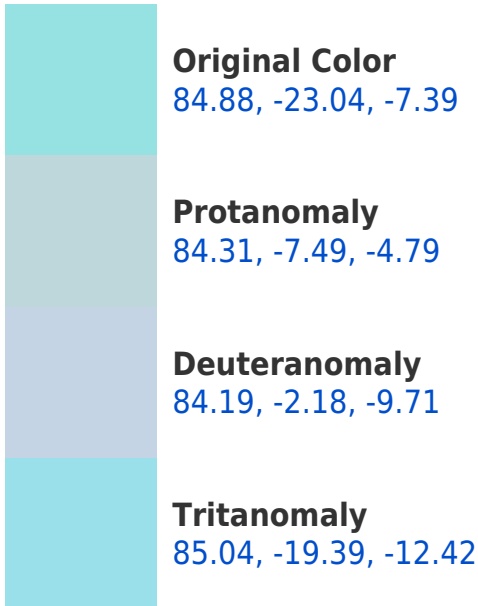 Original Color
84.88, -23.04, -7.39
Protanomaly
84.31, -7.49, -4.79
Deuteranomaly
84.19, -2.18, -9.71
Tritanomaly
85.04, -19.39, -12.42